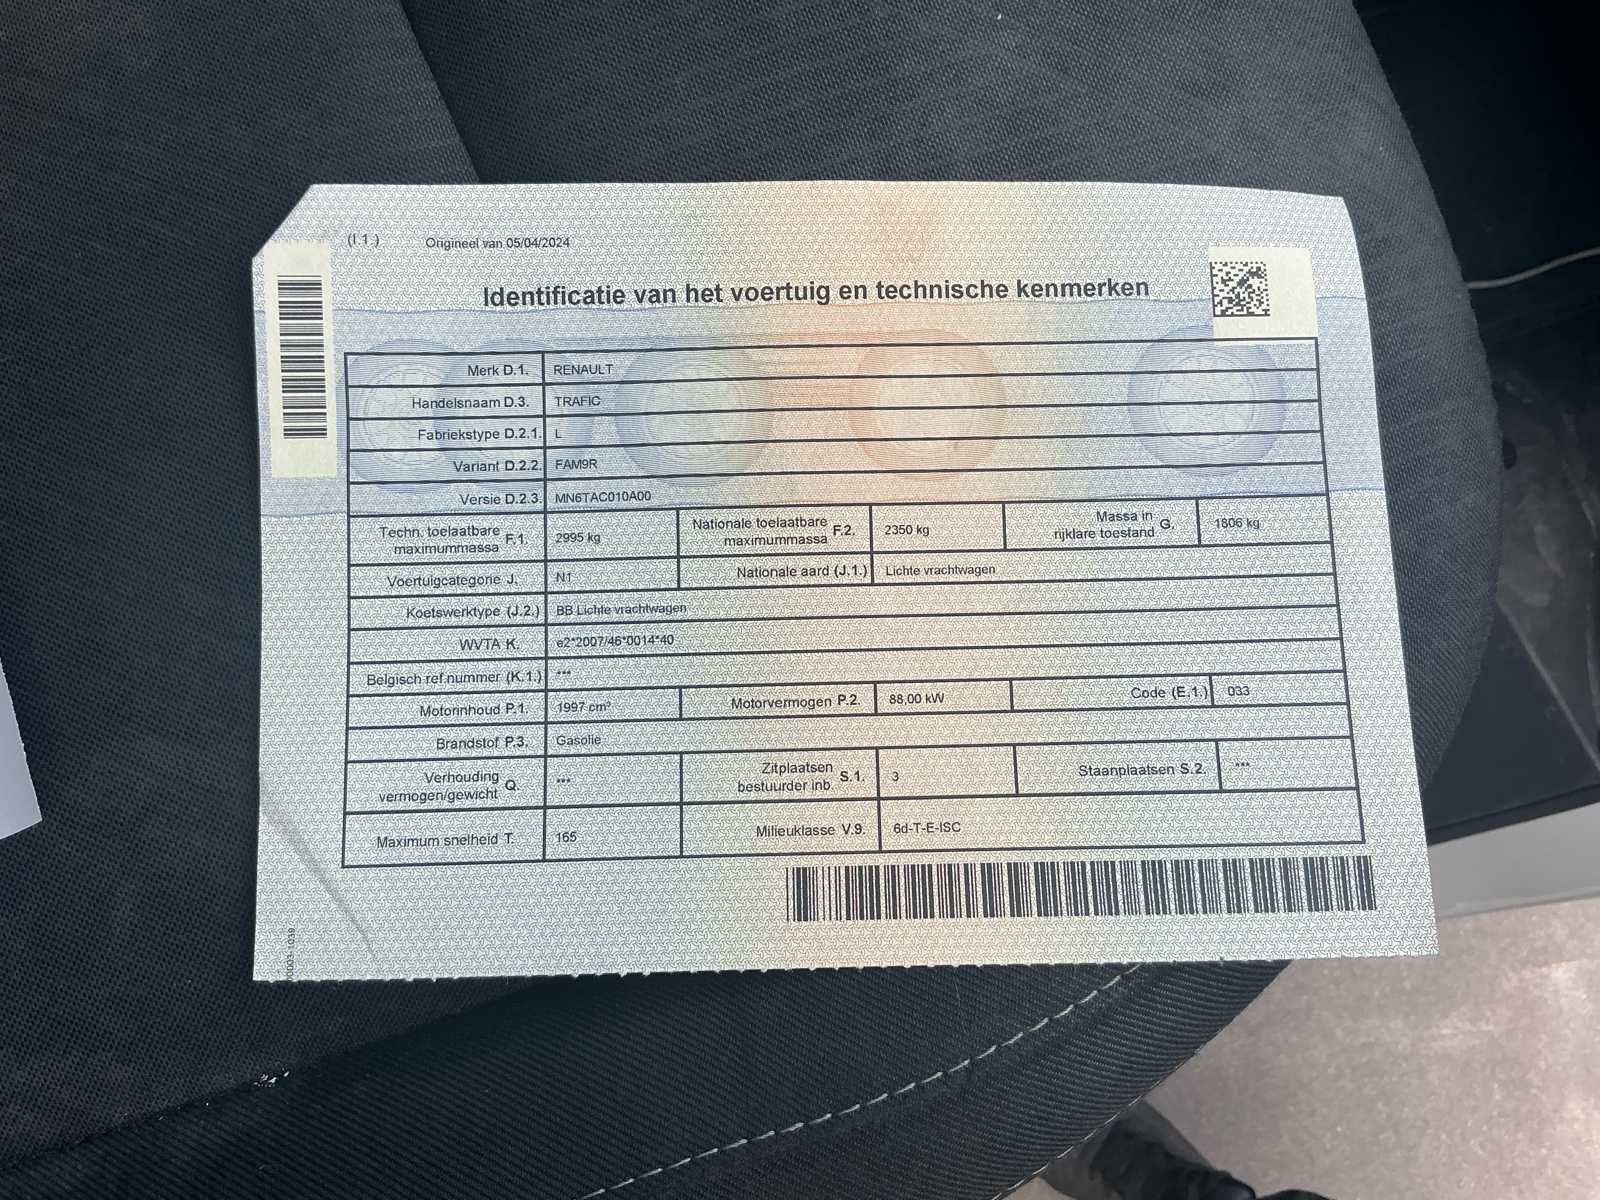 (I.1.) Origineel van 05/04/2024
Identificatie van het voertuig en technische kenmerken
Merk D.1. RENAULT
Handelsnaam D.3. TRAFIC
Fabriekstype D.2.1. L
Variant D.2.2. FAM9R
Versie D.2.3. MN6TAC010A00
Techn. toelaatbare maximummassa F.1. 2995 kg Nationale toelaatbare maximummassa F.2. 2350 kg Massa in rijklare toestand G. 1806 kg
Voertuigcategorie J. N1 Nationale aard (J.1.) Lichte vrachtwagen
Koetswerktype (J.2.) BB Lichte vrachtwagen
WVTA K. e2*2007/46*0014*40
Belgisch ref.nummer (K.1.) ***
Motorinhoud P.1. 1997 cm³ Motorvermogen P.2. 88,00 kW Code (E.1.) 033
Brandstof P.3. Gasolie
Verhouding vermogen/gewicht Q. *** Zitplaatsen bestuurder inb. S.1. 3 Staanplaatsen S.2. ***
Maximum snelheid T. 165 Milieuklasse V.9. 6d-T-E-ISC